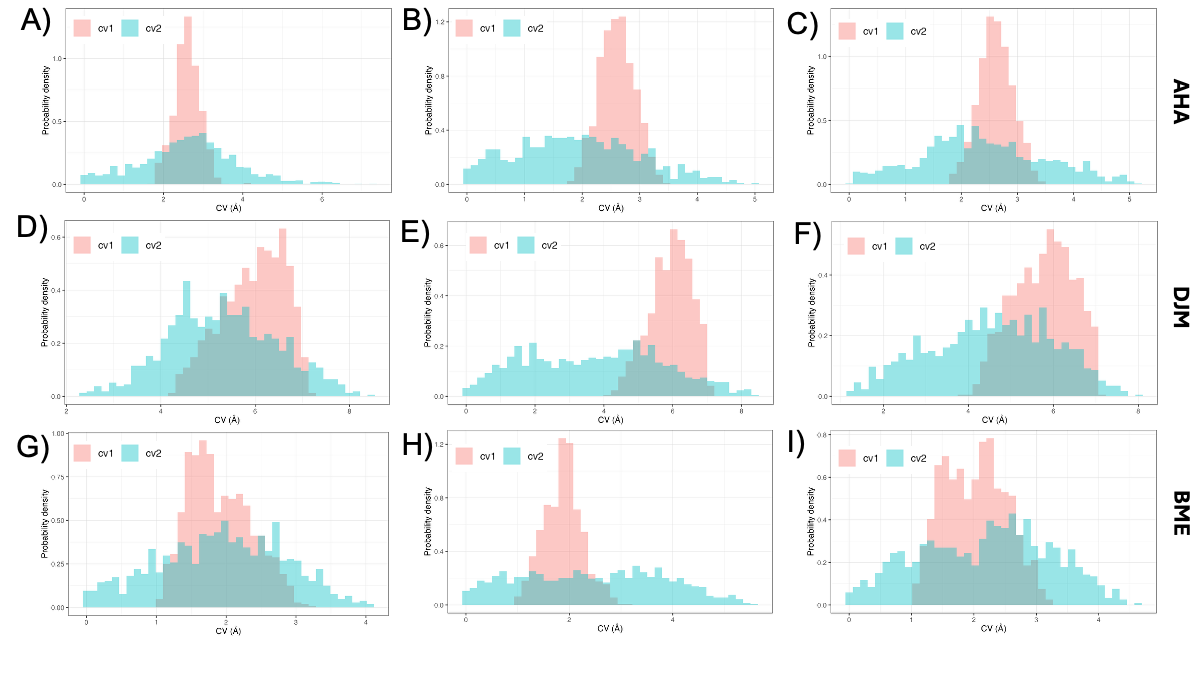 A)
cv1 cv2
Probability density
1.0
0.5
0.0
0 2 4 6
CV (Å)
B)
cv1 cv2
Probability density
1.2
0.8
0.4
0.0
0 1 2 3 4 5
CV (Å)
C)
cv1 cv2
Probability density
1.0
0.5
0.0
0 1 2 3 4 5
CV (Å)
AHA
D)
cv1 cv2
Probability density
0.6
0.4
0.2
0.0
2 4 6 8
CV (Å)
E)
cv1 cv2
Probability density
0.6
0.4
0.2
0.0
0 2 4 6 8
CV (Å)
F)
cv1 cv2
Probability density
0.4
0.2
0.0
2 4 6 8
CV (Å)
DJM
G)
cv1 cv2
Probability density
1.00
0.75
0.50
0.25
0.00
0 1 2 3 4
CV (Å)
H)
cv1 cv2
Probability density
1.2
0.8
0.4
0.0
0 2 4
CV (Å)
I)
cv1 cv2
Probability density
0.8
0.6
0.4
0.2
0.0
0 1 2 3 4
CV (Å)
BME